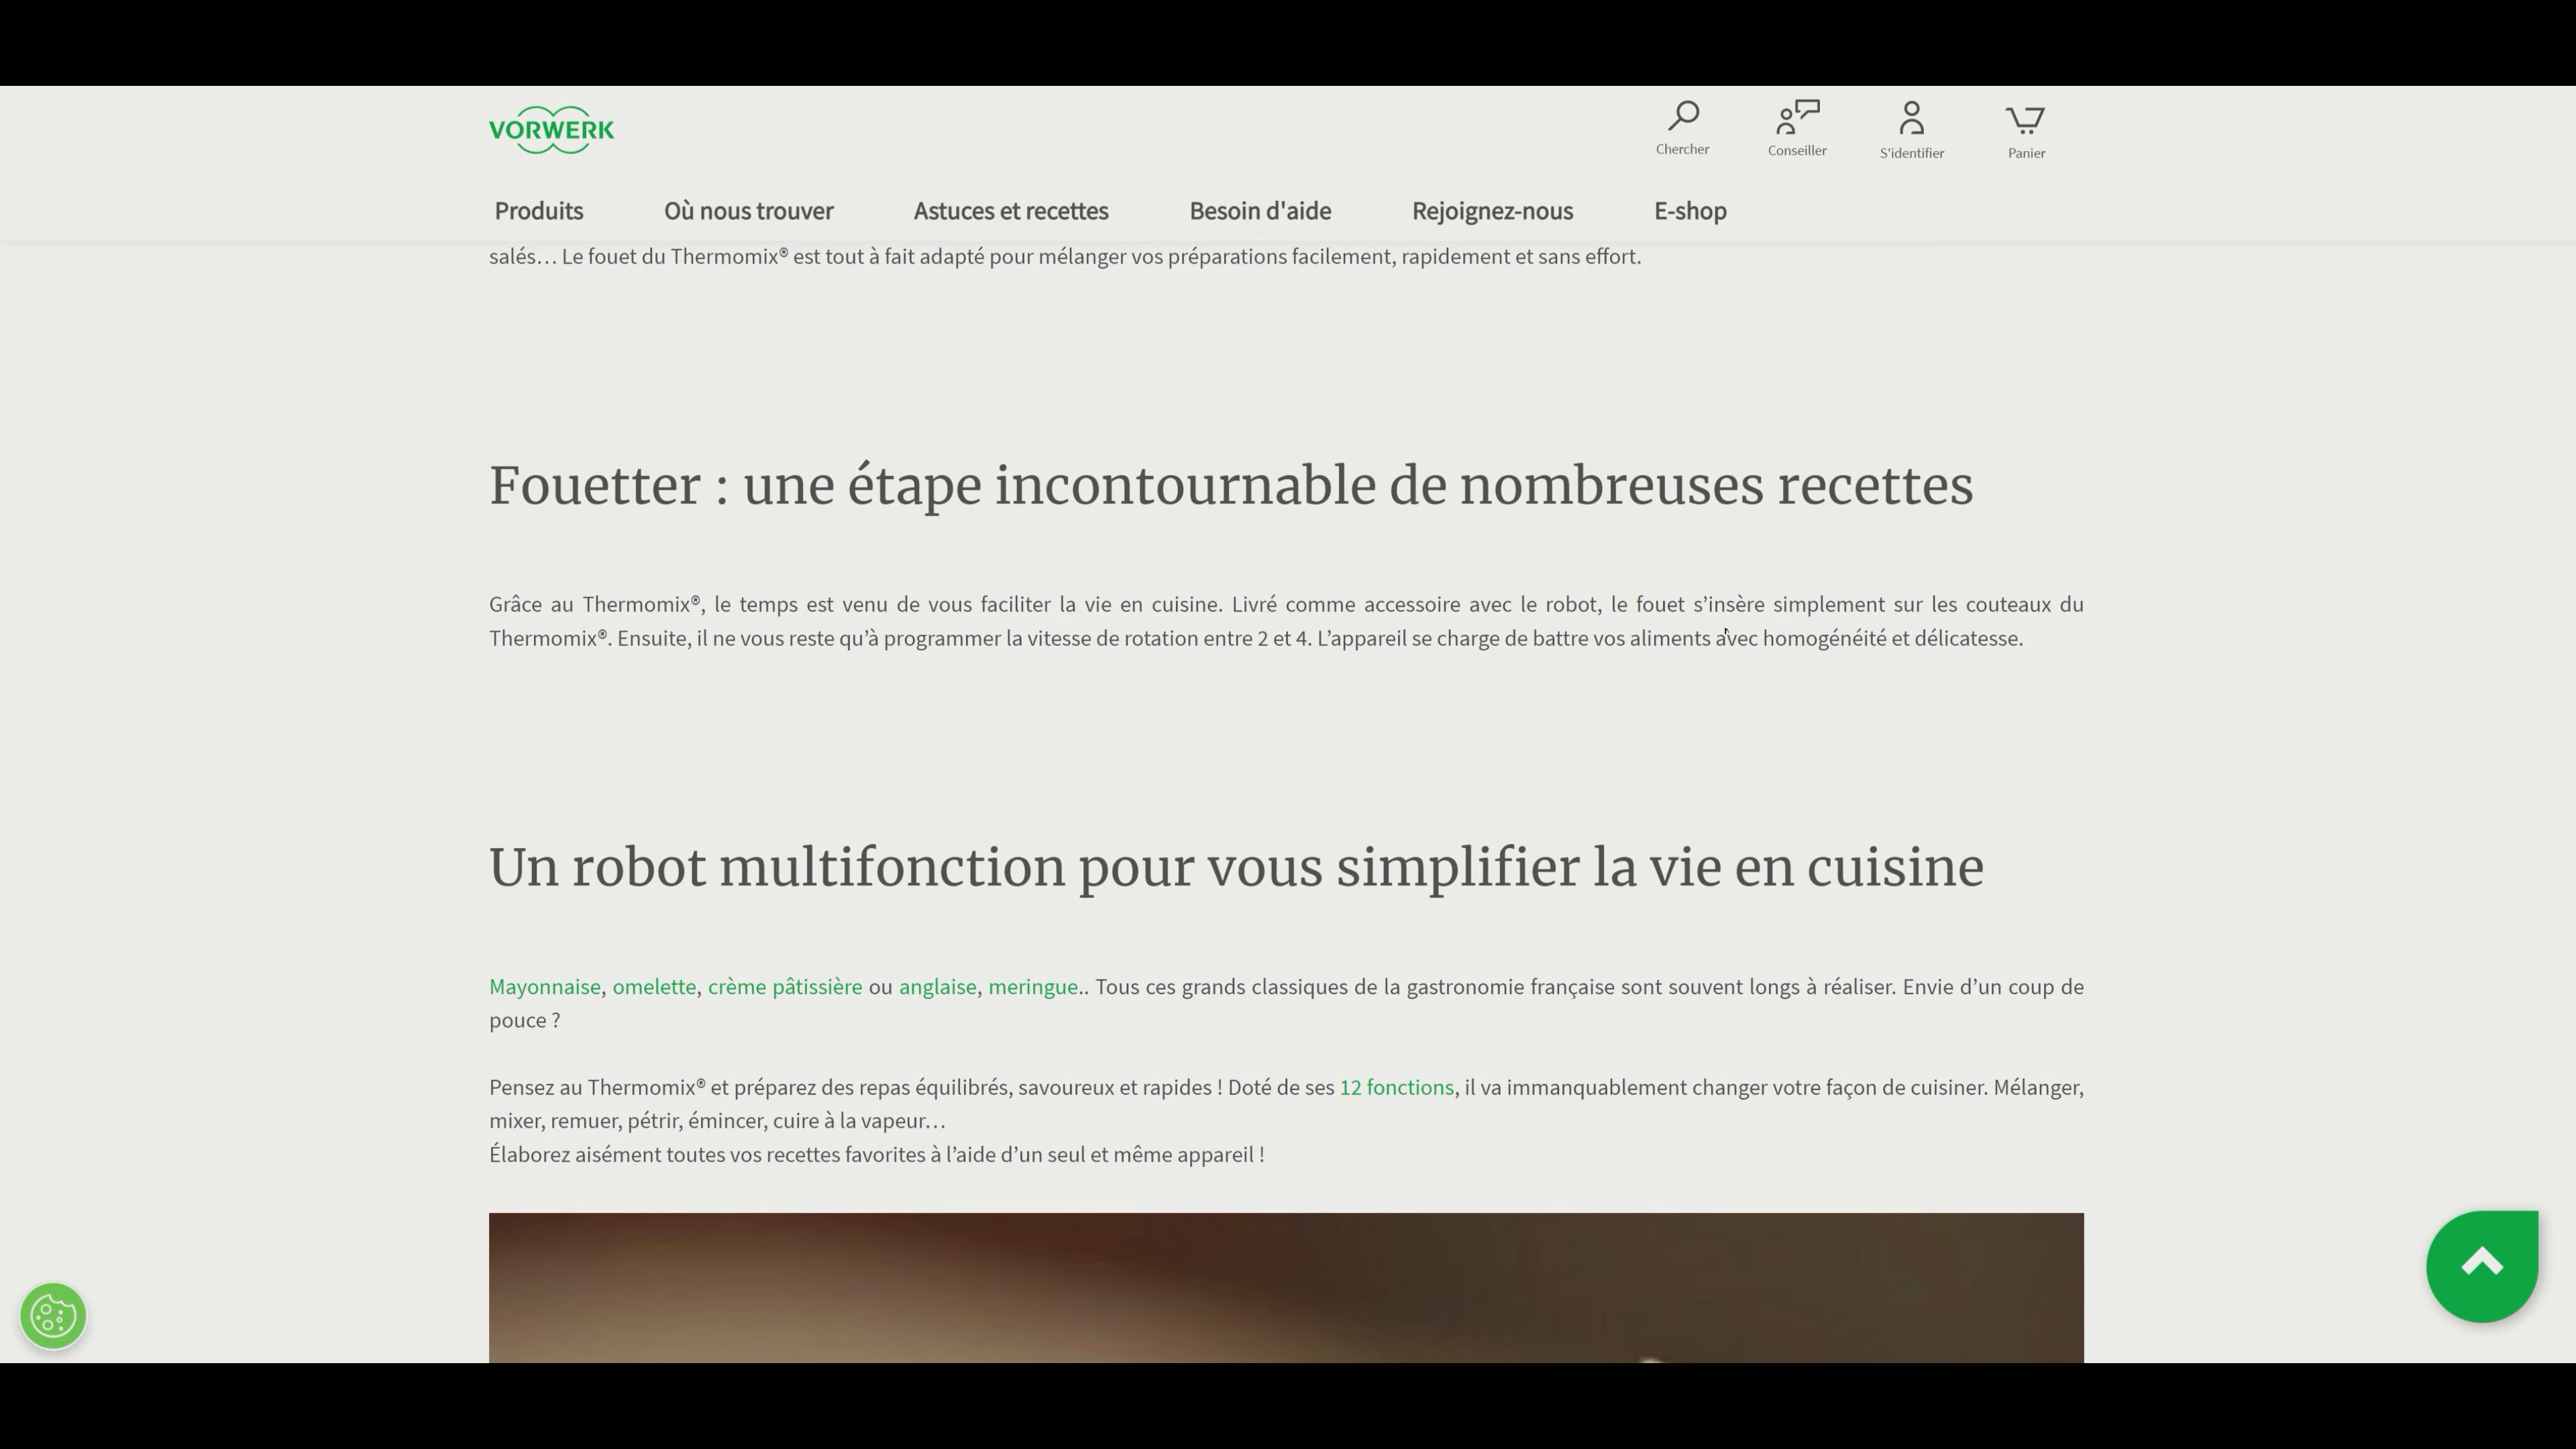 VORWERK
Chercher
Conseiller
S'identifier
Panier
Produits
Où nous trouver
Astuces et recettes
Besoin d'aide
Rejoignez-nous
E-shop
salés… Le fouet du Thermomix® est tout à fait adapté pour mélanger vos préparations facilement, rapidement et sans effort.
Fouetter : une étape incontournable de nombreuses recettes
Grâce au Thermomix®, le temps est venu de vous faciliter la vie en cuisine. Livré comme accessoire avec le robot, le fouet s’insère simplement sur les couteaux du
Thermomix®. Ensuite, il ne vous reste qu’à programmer la vitesse de rotation entre 2 et 4. L’appareil se charge de battre vos aliments avec homogénéité et délicatesse.
Un robot multifonction pour vous simplifier la vie en cuisine
Mayonnaise, omelette, crème pâtissière ou anglaise, meringue.. Tous ces grands classiques de la gastronomie française sont souvent longs à réaliser. Envie d’un coup de
pouce ?
Pensez au Thermomix® et préparez des repas équilibrés, savoureux et rapides ! Doté de ses 12 fonctions, il va immanquablement changer votre façon de cuisiner. Mélanger,
mixer, remuer, pétrir, émincer, cuire à la vapeur…
Élaborez aisément toutes vos recettes favorites à l’aide d’un seul et même appareil !